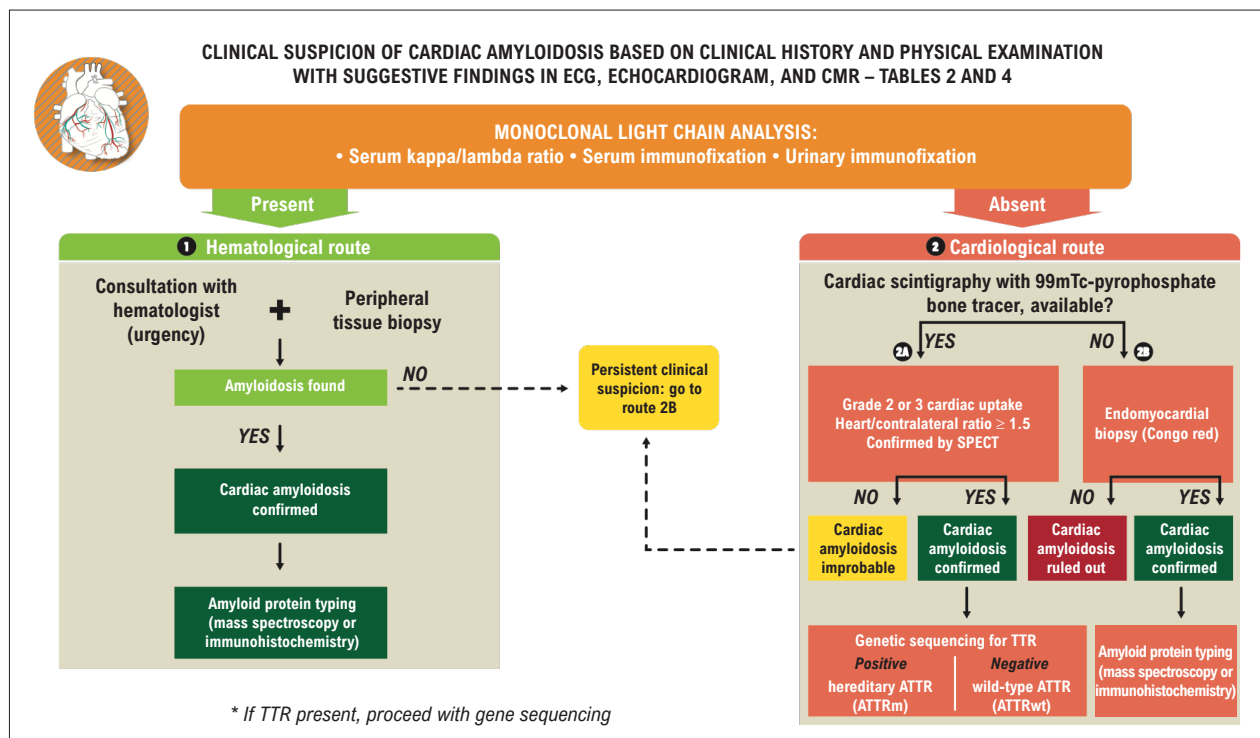 CLINICAL SUSPICION OF CARDIAC AMYLOIDOSIS BASED ON CLINICAL HISTORY AND PHYSICAL EXAMINATION
WITH SUGGESTIVE FINDINGS IN ECG, ECHOCARDIOGRAM, AND CMR – TABLES 2 AND 4
MONOCLONAL LIGHT CHAIN ANALYSIS:
• Serum kappa/lambda ratio • Serum immunofixation • Urinary immunofixation
Present
1 Hematological route
Consultation with
hematologist
(urgency)
+
Peripheral
tissue biopsy
Amyloidosis found
NO
YES
Cardiac amyloidosis
confirmed
Amyloid protein typing
(mass spectroscopy or
immunohistochemistry)
Persistent clinical
suspicion: go to
route 2B
Absent
2 Cardiological route
Cardiac scintigraphy with 99mTc-pyrophosphate
bone tracer, available?
2A YES
NO 2B
Grade 2 or 3 cardiac uptake
Heart/contralateral ratio ≥ 1.5
Confirmed by SPECT
Endomyocardial
biopsy (Congo red)
NO
YES
NO
YES
Cardiac
amyloidosis
improbable
Cardiac
amyloidosis
confirmed
Cardiac
amyloidosis
ruled out
Cardiac
amyloidosis
confirmed
Genetic sequencing for TTR
Positive
hereditary ATTR
(ATTRm)
Negative
wild-type ATTR
(ATTRwt)
Amyloid protein typing
(mass spectroscopy or
immunohistochemistry)
* If TTR present, proceed with gene sequencing